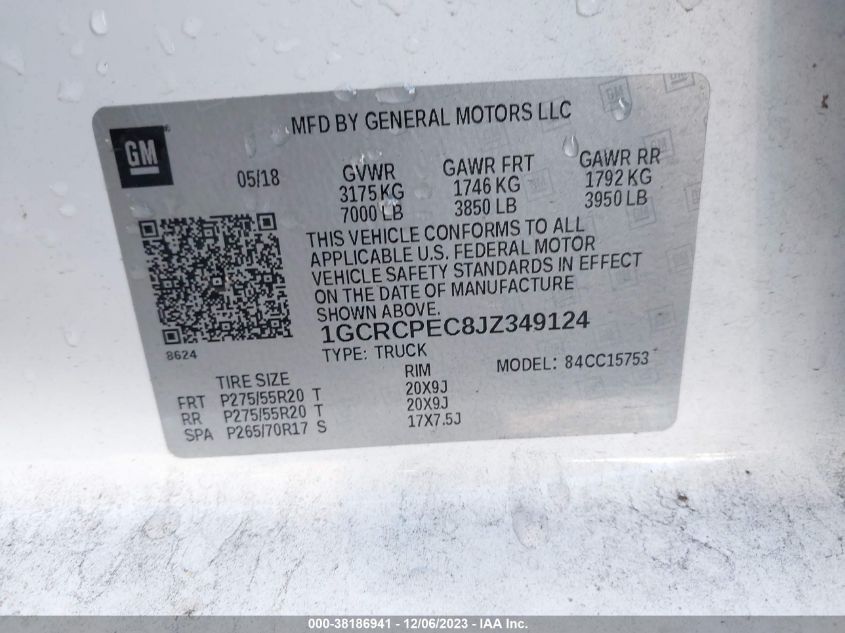 MFD BY GENERAL MOTORS LLC
GM
05/18
GVWR GAWR FRT GAWR RR
3175 KG 1746 KG 1792 KG
7000 LB 3850 LB 3950 LB
THIS VEHICLE CONFORMS TO ALL
APPLICABLE U.S. FEDERAL MOTOR
VEHICLE SAFETY STANDARDS IN EFFECT
ON THE DATE OF MANUFACTURE
SHOWN ABOVE.
1GCRCPEC8JZ349124
8624
TYPE: TRUCK MODEL: 84CC15753
TIRE SIZE RIM
FRT P275/55R20 T 20X9J
RR P275/55R20 T 20X9J
SPA P265/70R17 S 17X7.5J
000-38186941 - 12/06/2023 - IAA Inc.